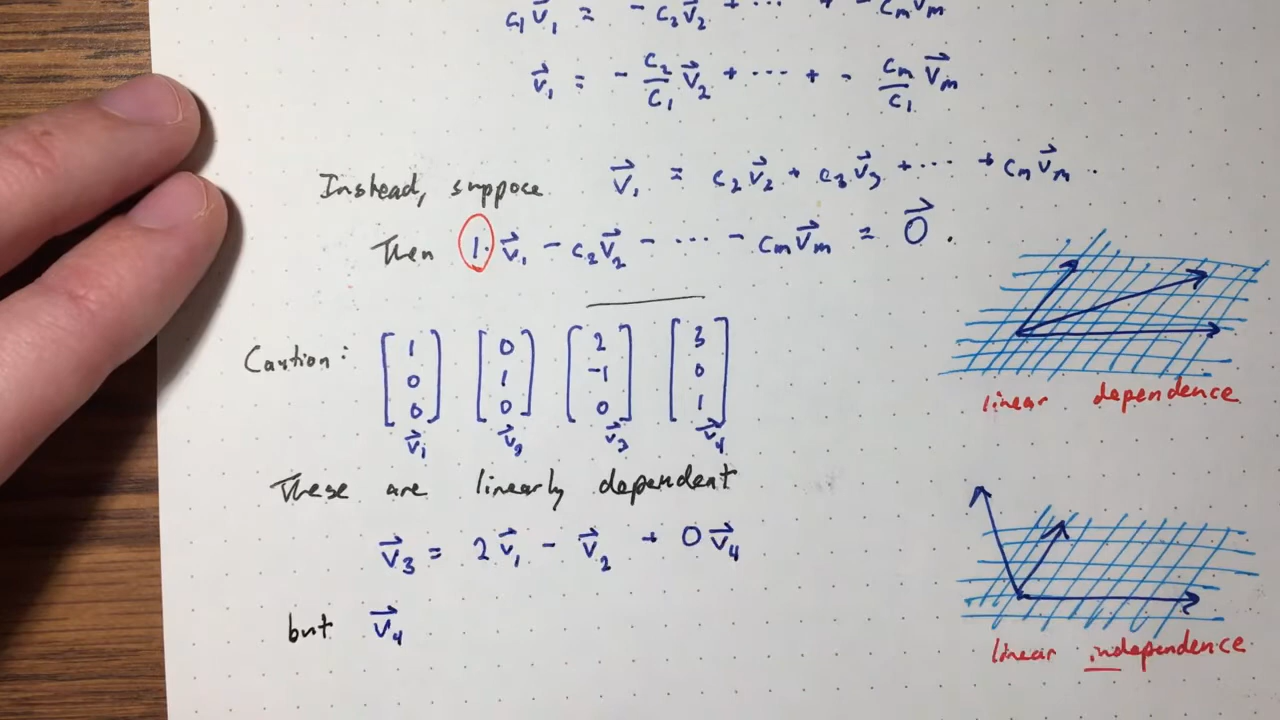 c₁v⃗₁ = - c₂v⃗₂ + ··· + - cₘv⃗ₘ
v⃗₁ = - c₂/c₁ v⃗₂ + ··· + - cₘ/c₁ v⃗ₘ
Instead, suppose v⃗₁ = c₂v⃗₂ + c₃v⃗₃ + ··· + cₘv⃗ₘ .
Then 1· v⃗₁ - c₂v⃗₂ - ··· - cₘv⃗ₘ = 0⃗ .
Caution: [1 0 0] [0 1 0] [2 -1 0] [3 0 1]
v⃗₁ v⃗₂ v⃗₃ v⃗₄
These are linearly dependent
v⃗₃ = 2v⃗₁ - v⃗₂ + 0v⃗₄
but v⃗₄
linear dependence
linear independence